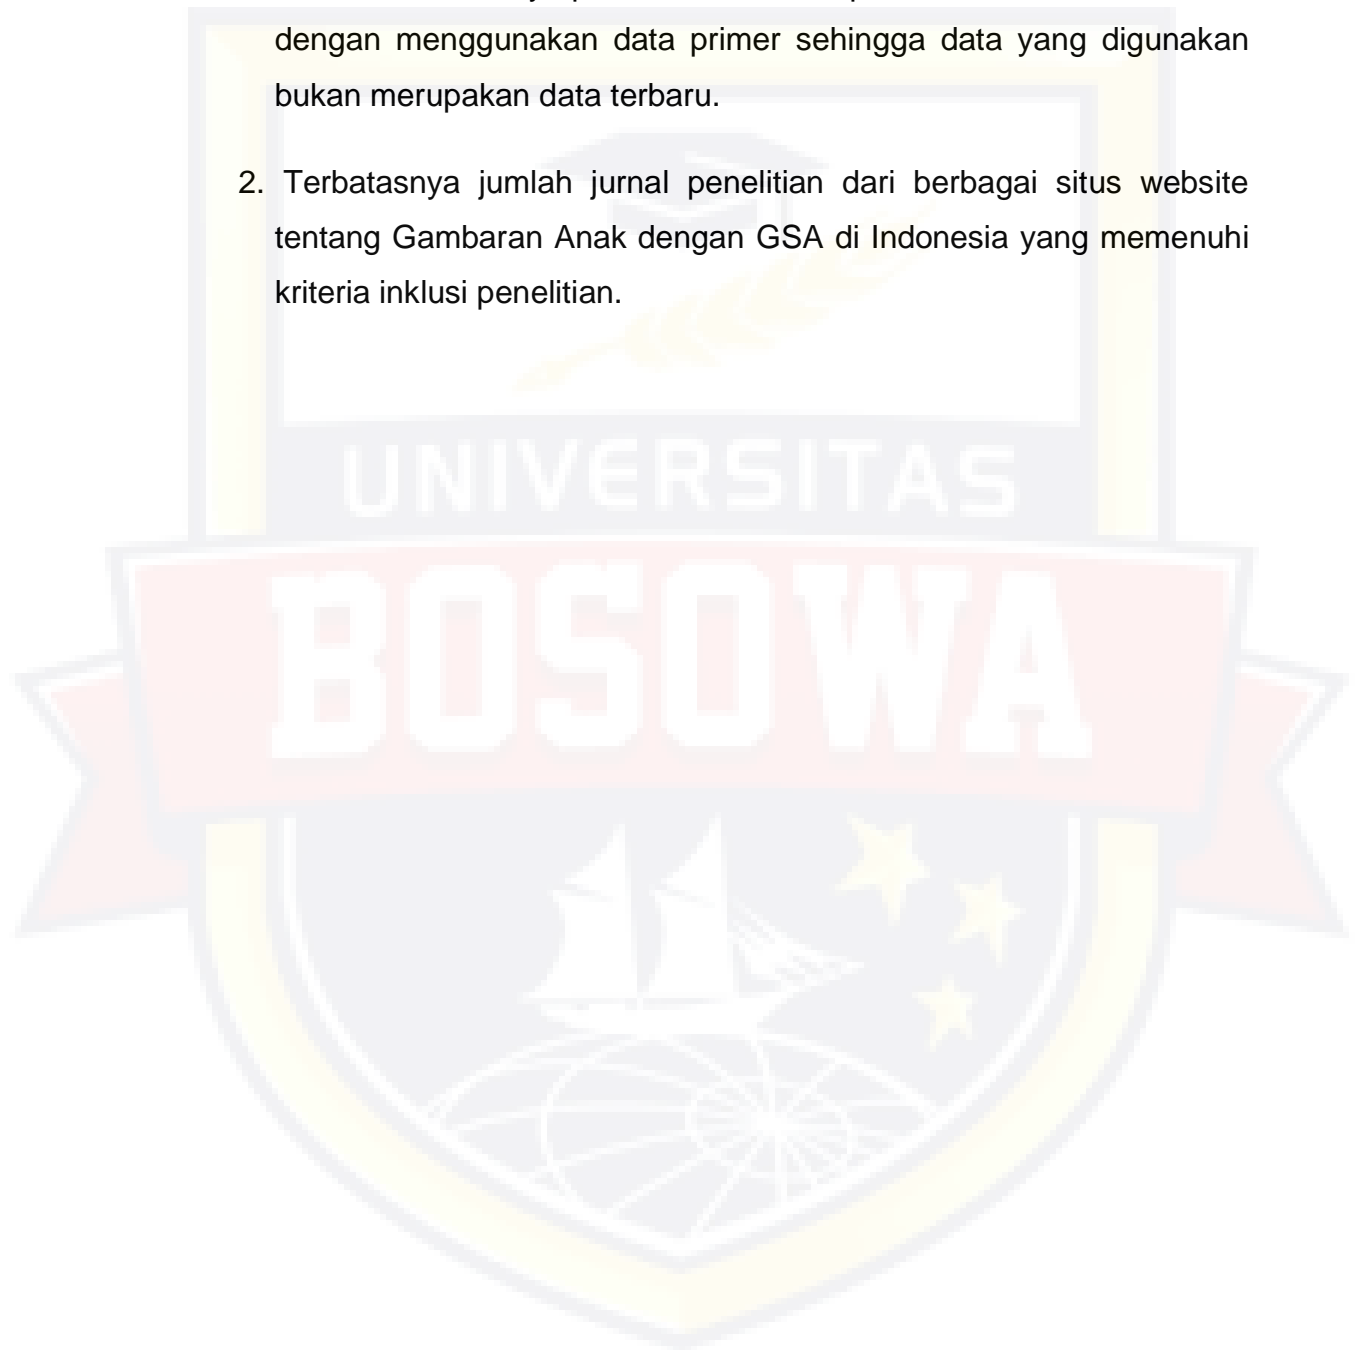 dengan menggunakan data primer sehingga data yang digunakan
bukan merupakan data terbaru.
2. Terbatasnya jumlah jurnal penelitian dari berbagai situs website
tentang Gambaran Anak dengan GSA di Indonesia yang memenuhi
kriteria inklusi penelitian.
UNIVERSITAS
BOSOWA